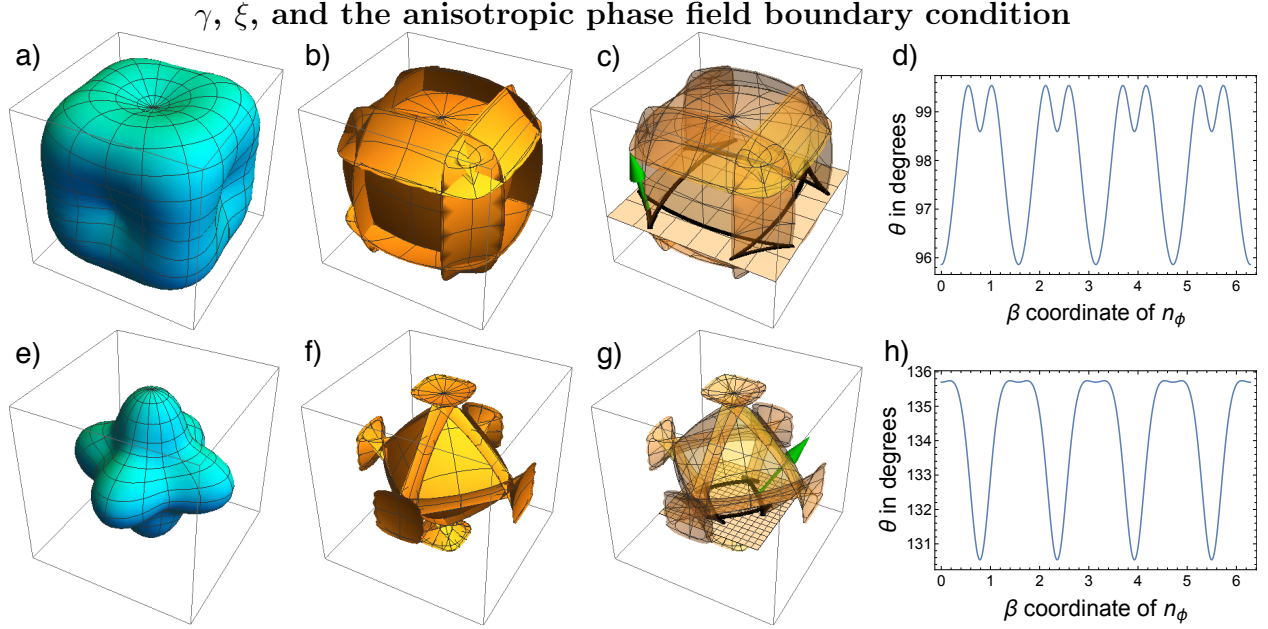 γ, ξ, and the anisotropic phase field boundary condition
a)
b)
c)
d)
θ in degrees
99
98
97
96
0 1 2 3 4 5 6
β coordinate of nϕ
e)
f)
g)
h)
θ in degrees
136
135
134
133
132
131
0 1 2 3 4 5 6
β coordinate of nϕ